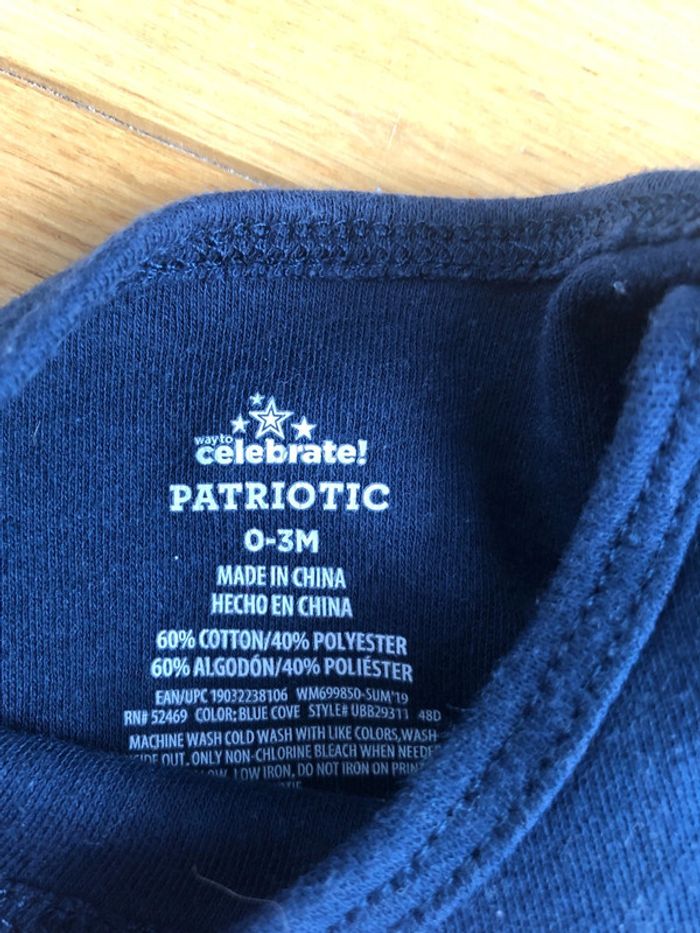 way to
celebrate!
PATRIOTIC
0-3M
MADE IN CHINA
HECHO EN CHINA
60% COTTON/40% POLYESTER
60% ALGODÓN/40% POLIÉSTER
EAN/UPC 19032238106 WM699850-SUM'19
RN# 52469 COLOR: BLUE COVE STYLE# UBB29311 48D
MACHINE WASH COLD WASH WITH LIKE COLORS, WASH
OUT. ONLY NON-CHLORINE BLEACH WHEN NEEDED
LOW IRON, DO NOT IRON ON